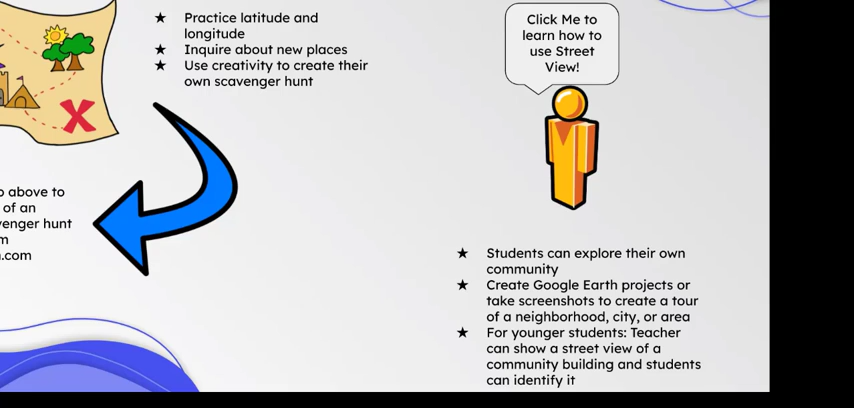 ★ Practice latitude and
longitude
★ Inquire about new places
★ Use creativity to create their
own scavenger hunt
above to
of an
hunt
.com
Click Me to
learn how to
use Street
View!
★ Students can explore their own
community
★ Create Google Earth projects or
take screenshots to create a tour
of a neighborhood, city, or area
★ For younger students: Teacher
can show a street view of a
community building and students
can identify it